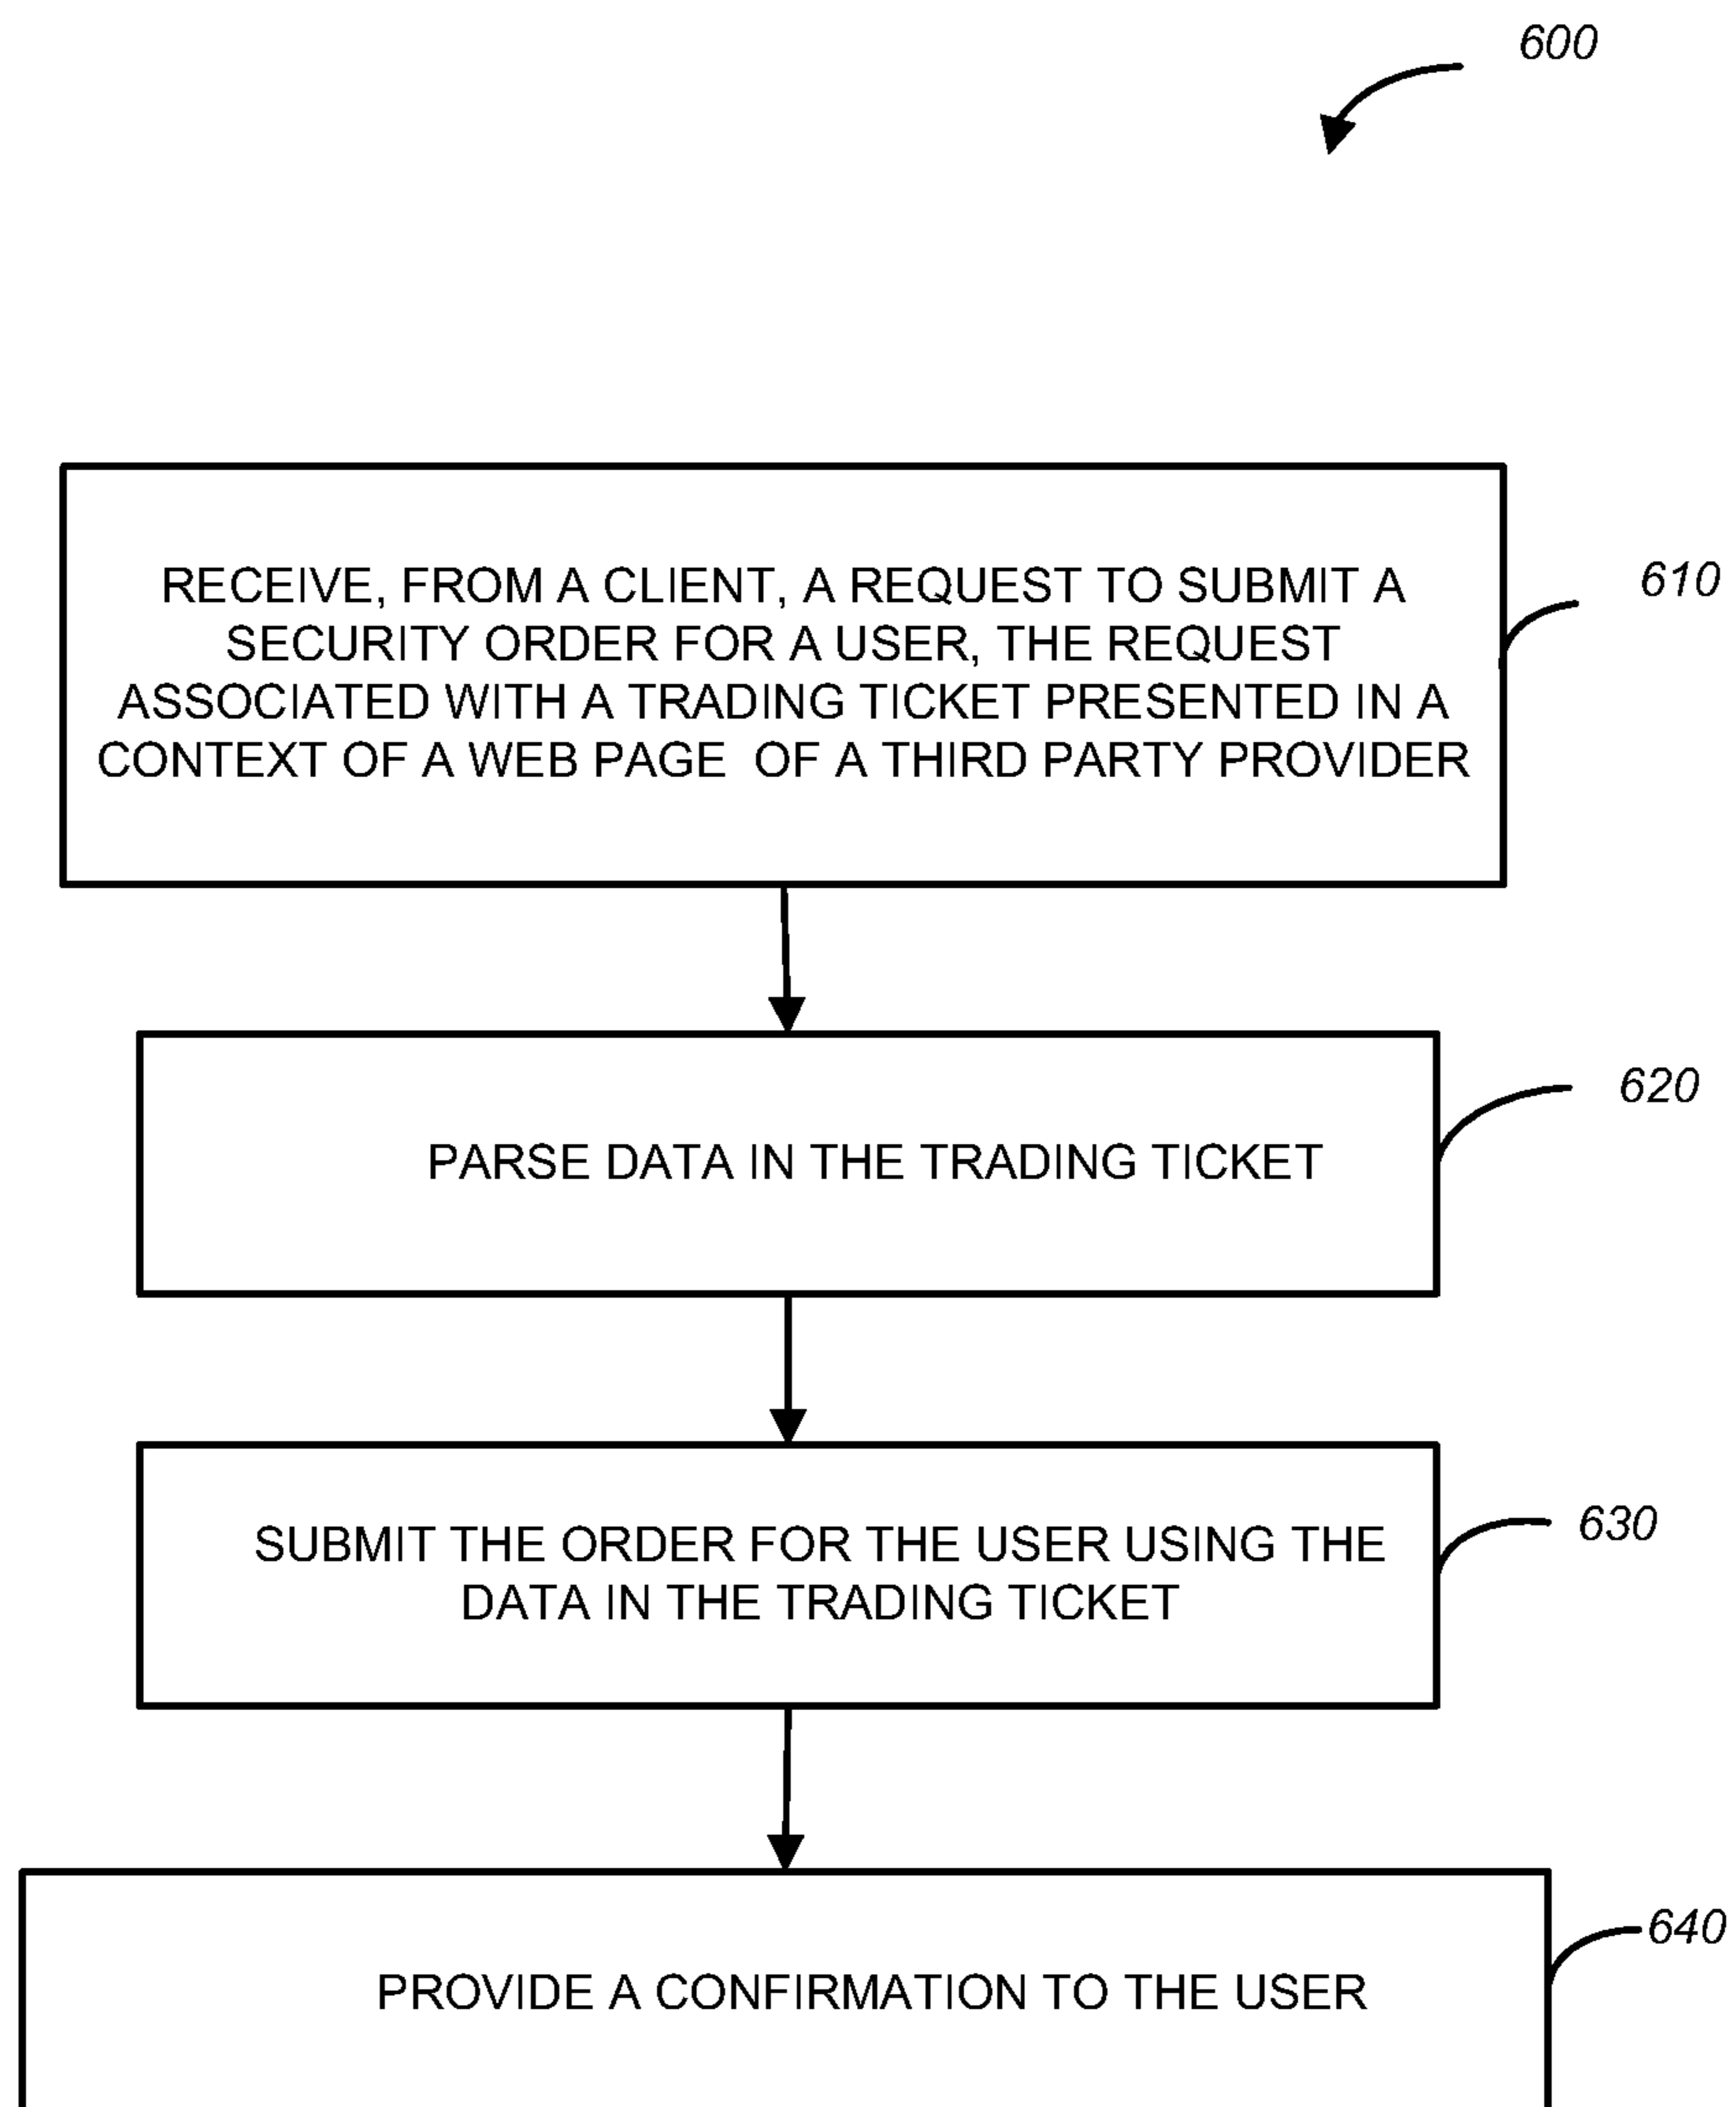 600
RECEIVE, FROM A CLIENT, A REQUEST TO SUBMIT A
SECURITY ORDER FOR A USER, THE REQUEST
ASSOCIATED WITH A TRADING TICKET PRESENTED IN A
CONTEXT OF A WEB PAGE OF A THIRD PARTY PROVIDER
610
PARSE DATA IN THE TRADING TICKET
620
SUBMIT THE ORDER FOR THE USER USING THE
DATA IN THE TRADING TICKET
630
PROVIDE A CONFIRMATION TO THE USER
640